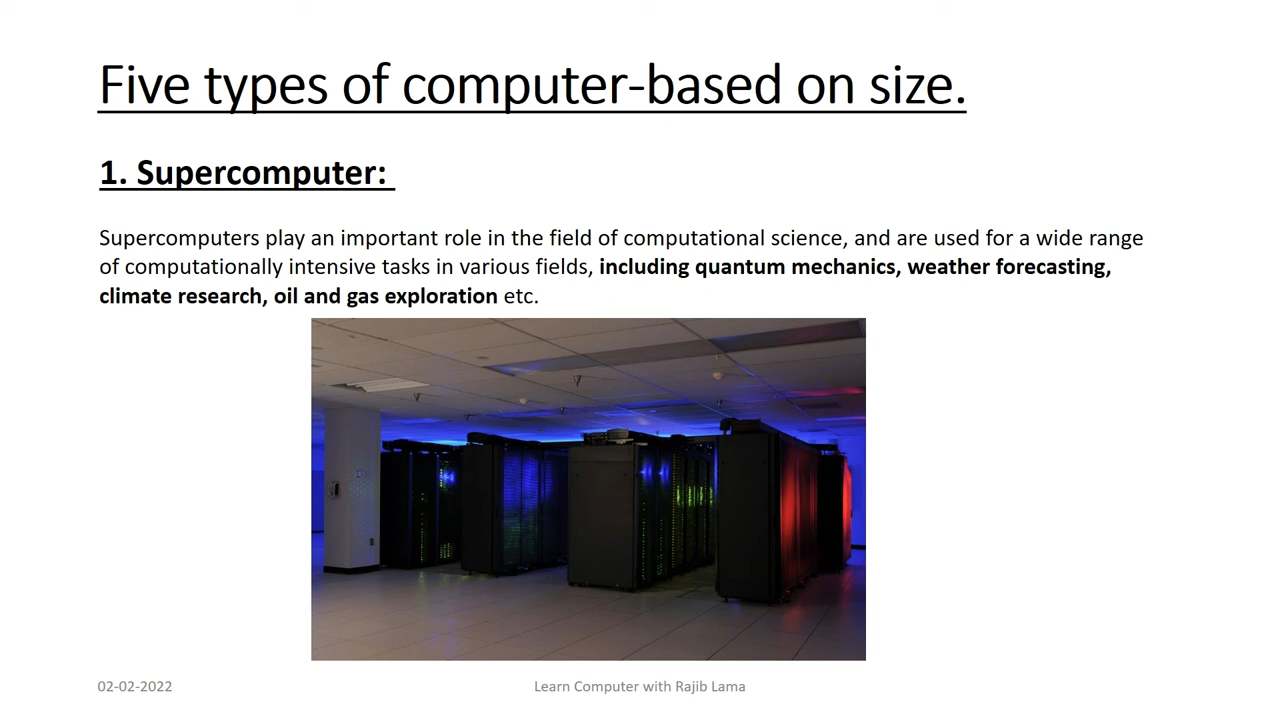 Five types of computer-based on size.
1. Supercomputer:
Supercomputers play an important role in the field of computational science, and are used for a wide range
of computationally intensive tasks in various fields, including quantum mechanics, weather forecasting,
climate research, oil and gas exploration etc.
02-02-2022
Learn Computer with Rajib Lama